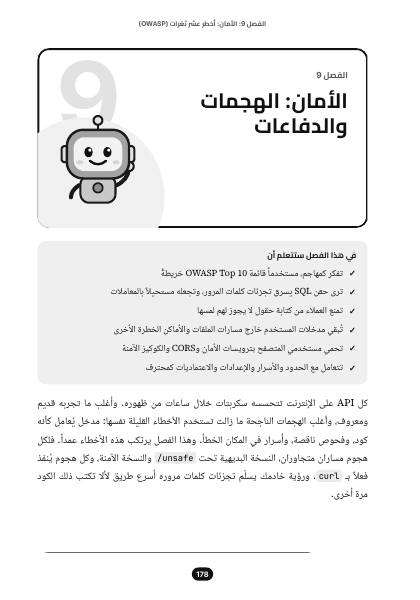 الفصل 9: الأمان: أخطر عشر ثغرات (OWASP)
9
الفصل 9
الأمان: الهجمات
والدفاعات
في هذا الفصل ستتعلم أن
✓ تفكر كمهاجم، مستخدماً قائمة OWASP Top 10 خريطةً
✓ ترى حقن SQL يسرق تجزئات كلمات المرور، وتجعله مستحيلاً بالمعاملات
✓ تمنع العملاء من كتابة حقول لا يجوز لهم لمسها
✓ تُبقي مدخلات المستخدم خارج مسارات الملفات والأماكن الخطرة الأخرى
✓ تحمي مستخدمي المتصفح بترويسات الأمان وCORS والكوكيز الآمنة
✓ تتعامل مع الحدود والأسرار والإعدادات والاعتماديات كمحترف
كل API على الإنترنت تتحسسه سكربتات خلال ساعات من ظهوره. وأغلب ما تجربه قديم
ومعروف، وأغلب الهجمات الناجحة ما زالت تستخدم الأخطاء القليلة نفسها: مدخل يُعامل كأنه
كود، وفحوص ناقصة، وأسرار في المكان الخطأ. وهذا الفصل يرتكب هذه الأخطاء عمداً. فلكل
هجوم مساران متجاوران، النسخة البديهية تحت /unsafe والنسخة الآمنة، وكل هجوم يُنفذ
فعلاً بـ curl. ورؤية خادمك يسلّم تجزئات كلمات مروره أسرع طريق لألا تكتب ذلك الكود
مرة أخرى.
178